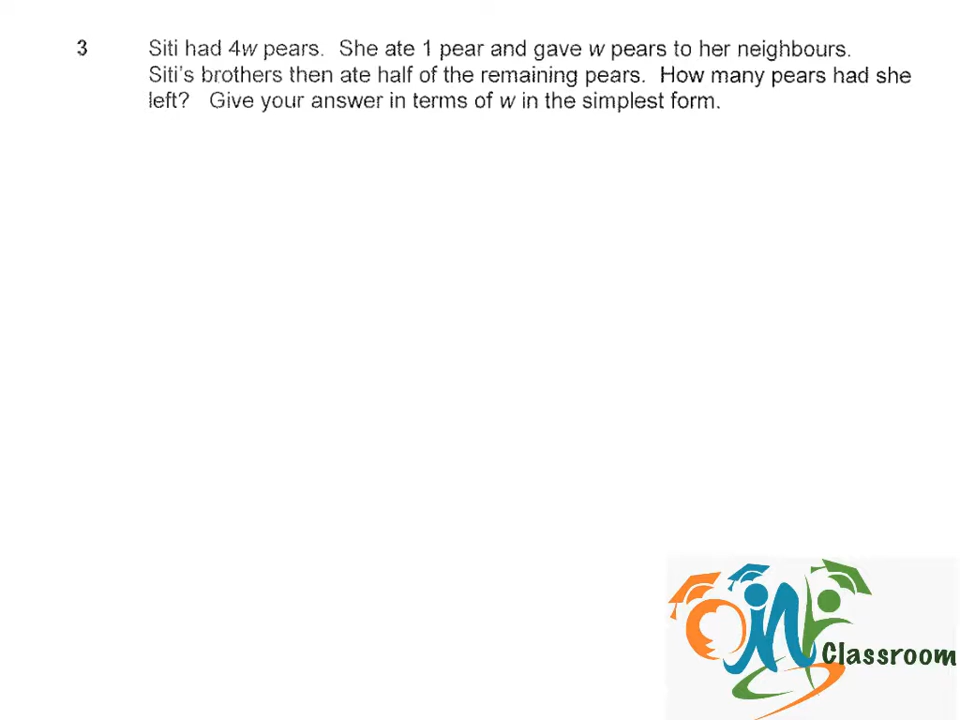 3 Siti had 4w pears. She ate 1 pear and gave w pears to her neighbours.
Siti's brothers then ate half of the remaining pears. How many pears had she
left? Give your answer in terms of w in the simplest form.
Classroom